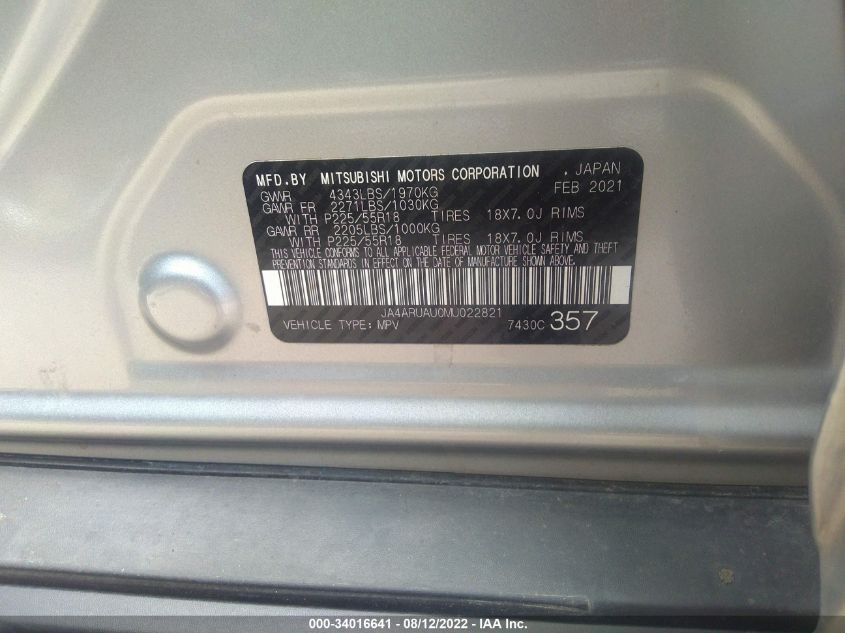 MFD.BY MITSUBISHI MOTORS CORPORATION , JAPAN
GVWR 4343LBS/1970KG FEB 2021
GAWR FR 2271LBS/1030KG
WITH P225/55R18 TIRES 18X7.0J RIMS
GAWR RR 2205LBS/1000KG
WITH P225/55R18 TIRES 18X7.0J RIMS
THIS VEHICLE CONFORMS TO ALL APPLICABLE FEDERAL MOTOR VEHICLE SAFETY AND THEFT
PREVENTION STANDARDS IN EFFECT ON THE DATE OF MANUFACTURE SHOWN ABOVE.
JA4ARUAU0MU022821
VEHICLE TYPE: MPV 7430C 357
000-34016641 - 08/12/2022 - IAA Inc.